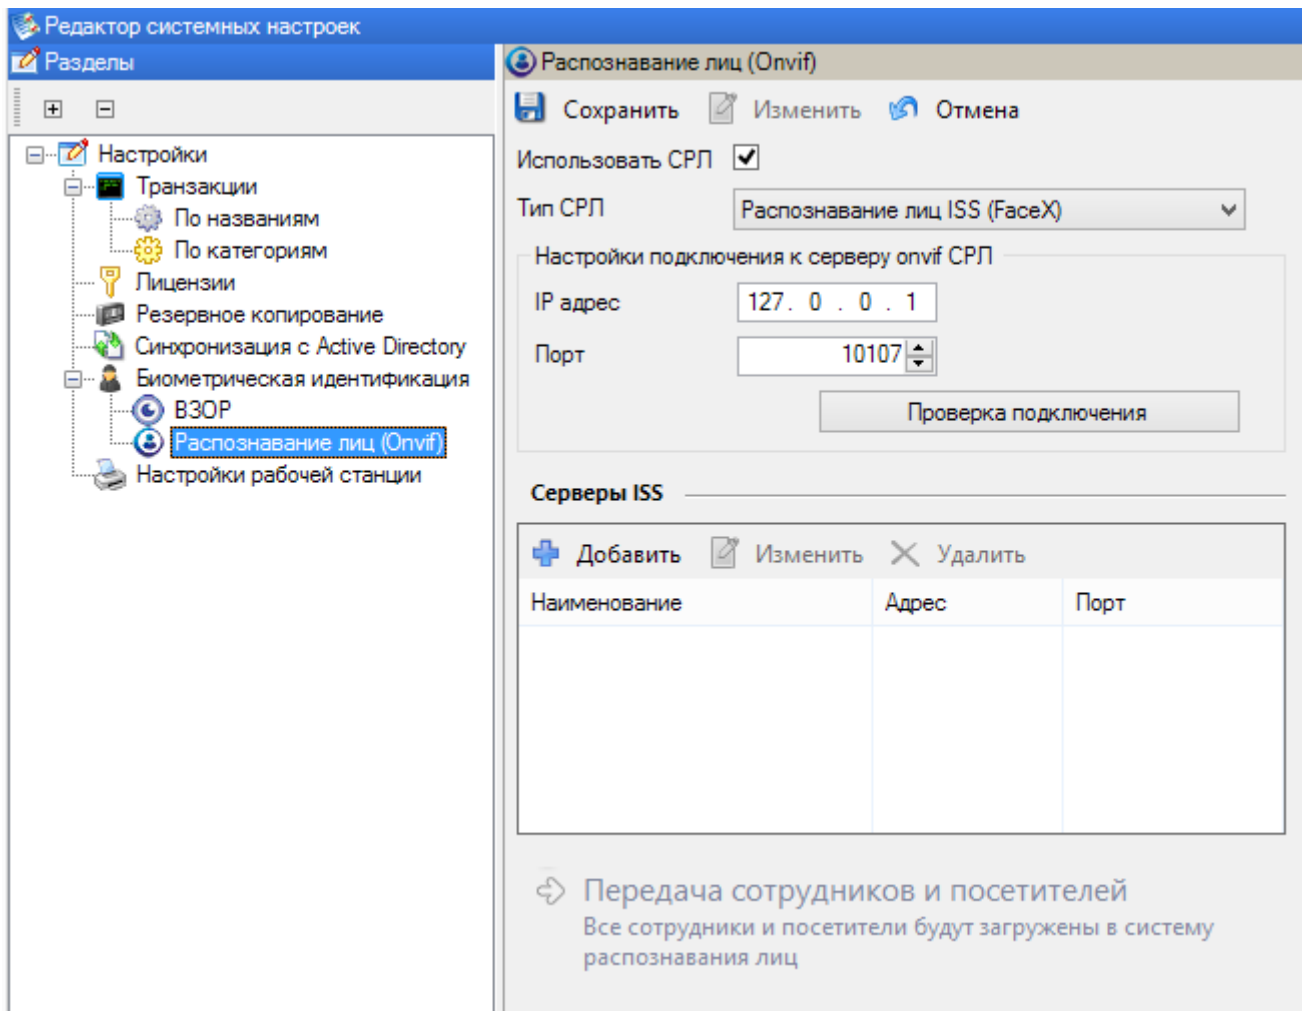 Редактор системных настроек
Разделы
Настройки
Транзакции
По названиям
По категориям
Лицензии
Резервное копирование
Синхронизация с Active Directory
Биометрическая идентификация
ВЗОР
Распознавание лиц (Onvif)
Настройки рабочей станции
Распознавание лиц (Onvif)
Сохранить Изменить Отмена
Использовать СРЛ
Тип СРЛ Распознавание лиц ISS (FaceX)
Настройки подключения к серверу onvif СРЛ
IP адрес 127. 0 . 0 . 1
Порт 10107
Проверка подключения
Серверы ISS
Добавить Изменить Удалить
Наименование Адрес Порт
Передача сотрудников и посетителей
Все сотрудники и посетители будут загружены в систему
распознавания лиц